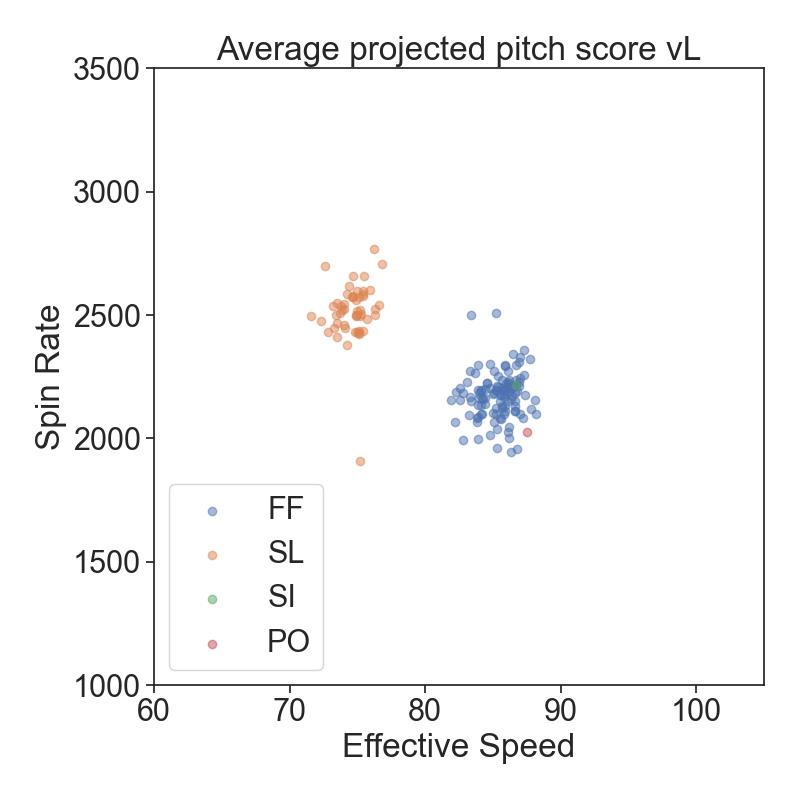 Average projected pitch score vL
3500
3000
2500
2000
1500
1000
Spin Rate
FF
SL
SI
PO
60 70 80 90 100
Effective Speed